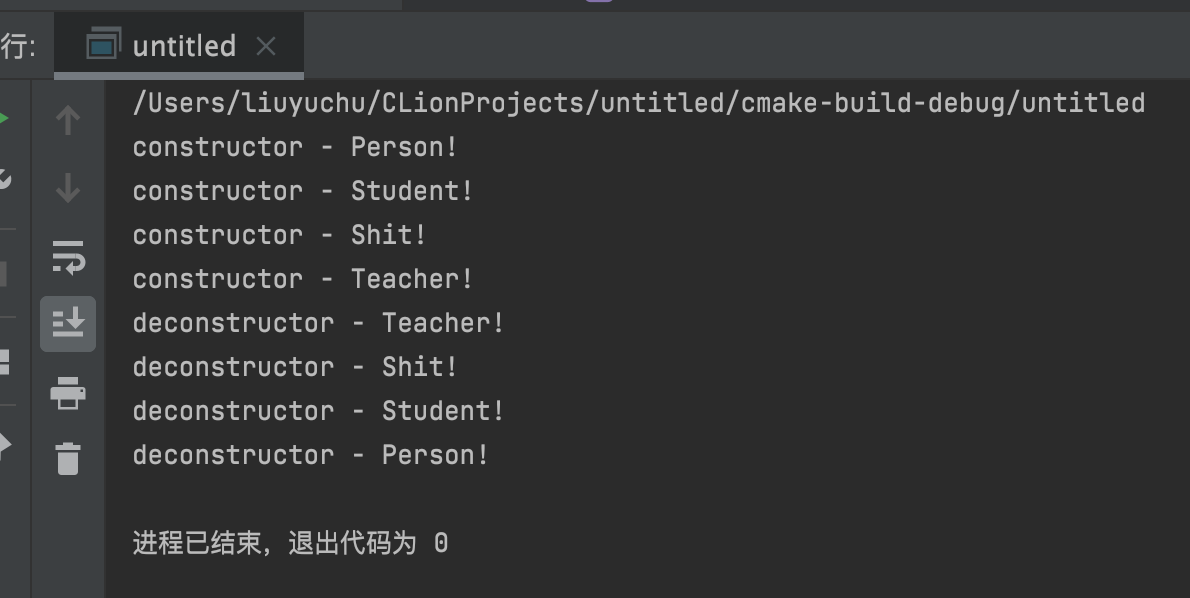 行:
untitled
/Users/liuyuchu/CLionProjects/untitled/cmake-build-debug/untitled
constructor - Person!
constructor - Student!
constructor - Shit!
constructor - Teacher!
deconstructor - Teacher!
deconstructor - Shit!
deconstructor - Student!
deconstructor - Person!
进程已结束，退出代码为 0